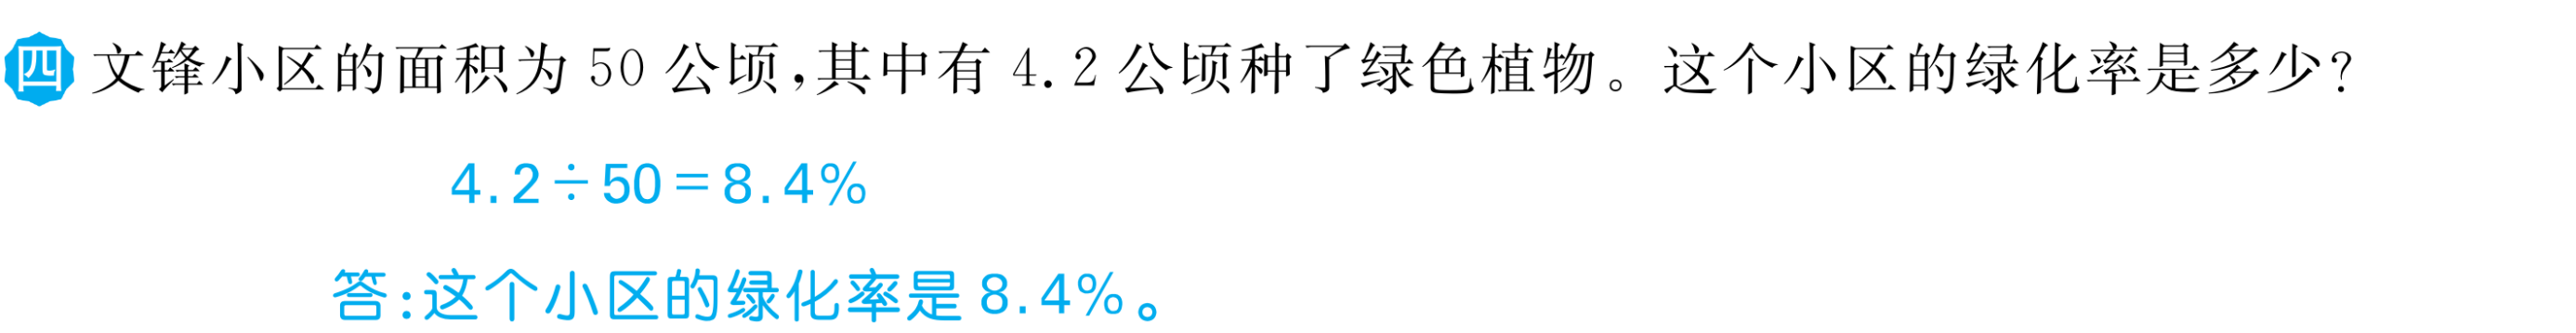 四 文锋小区的面积为 50 公顷,其中有 4.2 公顷种了绿色植物。这个小区的绿化率是多少?
4.2÷50=8.4%
答:这个小区的绿化率是 8.4%。